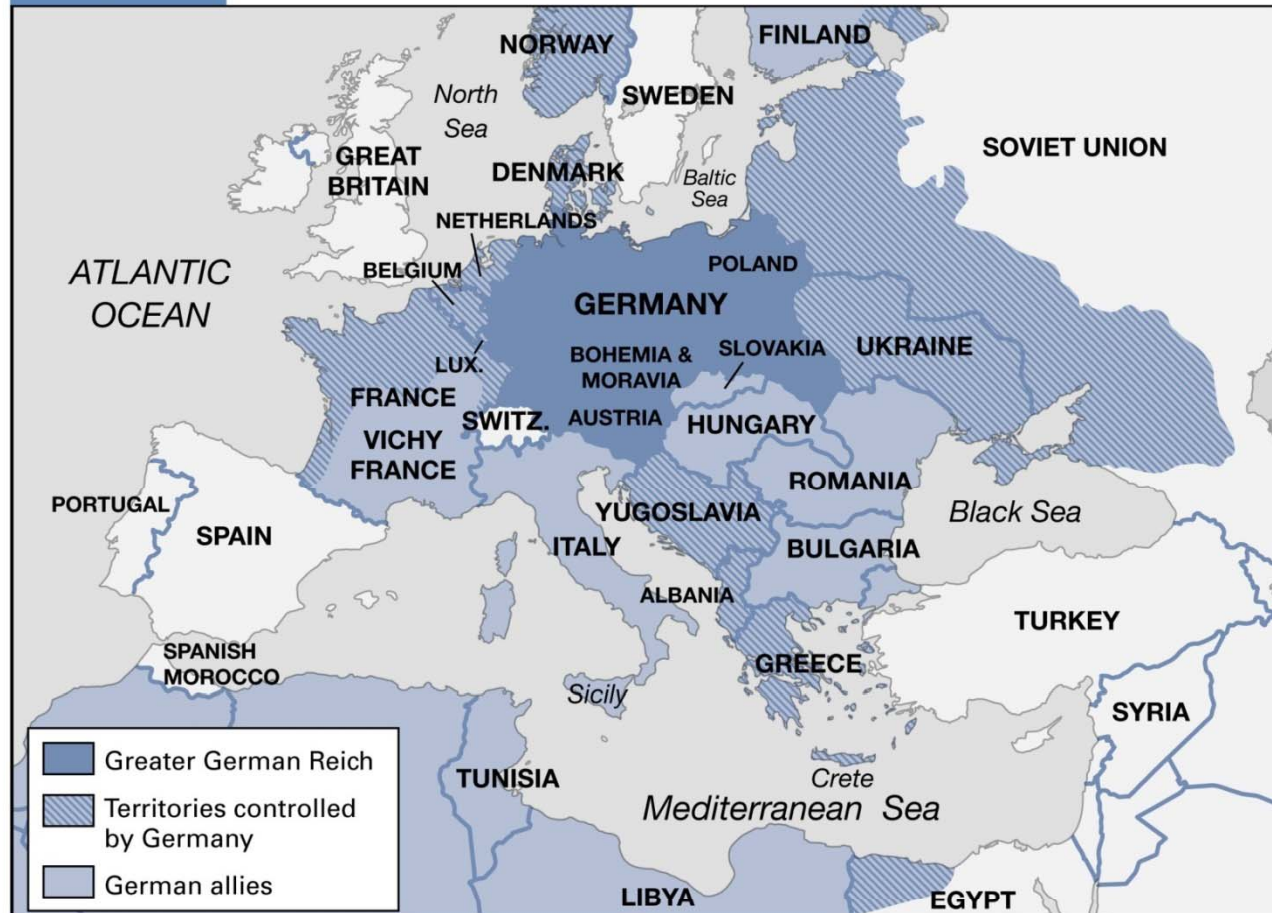 NORWAY
FINLAND
North
Sea
SWEDEN
SOVIET UNION
GREAT
BRITAIN
DENMARK
Baltic
Sea
NETHERLANDS
ATLANTIC
OCEAN
BELGIUM
POLAND
GERMANY
LUX.
BOHEMIA &
MORAVIA
SLOVAKIA
UKRAINE
FRANCE
SWITZ.
AUSTRIA
HUNGARY
VICHY
FRANCE
ROMANIA
PORTUGAL
SPAIN
YUGOSLAVIA
Black Sea
ITALY
BULGARIA
ALBANIA
TURKEY
SPANISH
MOROCCO
GREECE
Sicily
SYRIA
TUNISIA
Crete
Mediterranean Sea
LIBYA
EGYPT
Greater German Reich
Territories controlled
by Germany
German allies